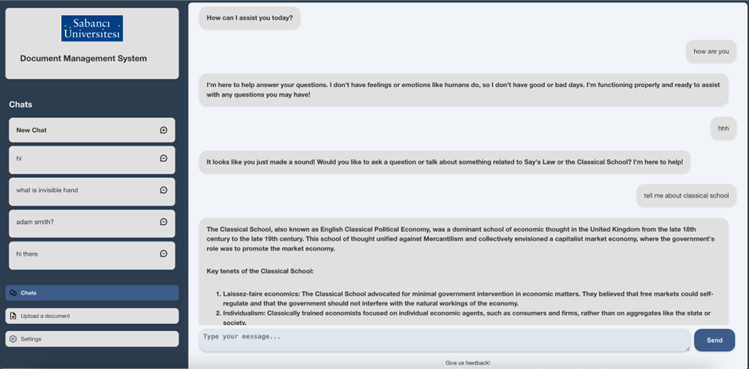 Sabancı
Universitesi
Document Management System
Chats
New Chat
hi
what is invisible hand
adam smith?
hi there
Chats
Upload a document
Settings
How can I assist you today?
how are you
I'm here to help answer your questions. I don't have feelings or emotions like humans do, so I don't have good or bad days. I'm functioning properly and ready to assist
with any questions you may have!
hhh
It looks like you just made a sound! Would you like to ask a question or talk about something related to Say's Law or the Classical School? I'm here to help!
tell me about classical school
The Classical School, also known as English Classical Political Economy, was a dominant school of economic thought in the United Kingdom from the late 18th
century to the late 19th century. This school of thought unified against Mercantilism and collectively envisioned a capitalist market economy, where the government's
role was to promote the market economy.
Key tenets of the Classical School:
1. Laissez-faire economics: The Classical School advocated for minimal government intervention in economic matters. They believed that free markets could self-
regulate and that the government should not interfere with the natural workings of the economy.
2. Individualism: Classically trained economists focused on individual economic agents, such as consumers and firms, rather than on aggregates like the state or
society.
Type your message...
Send
Give us feedback!